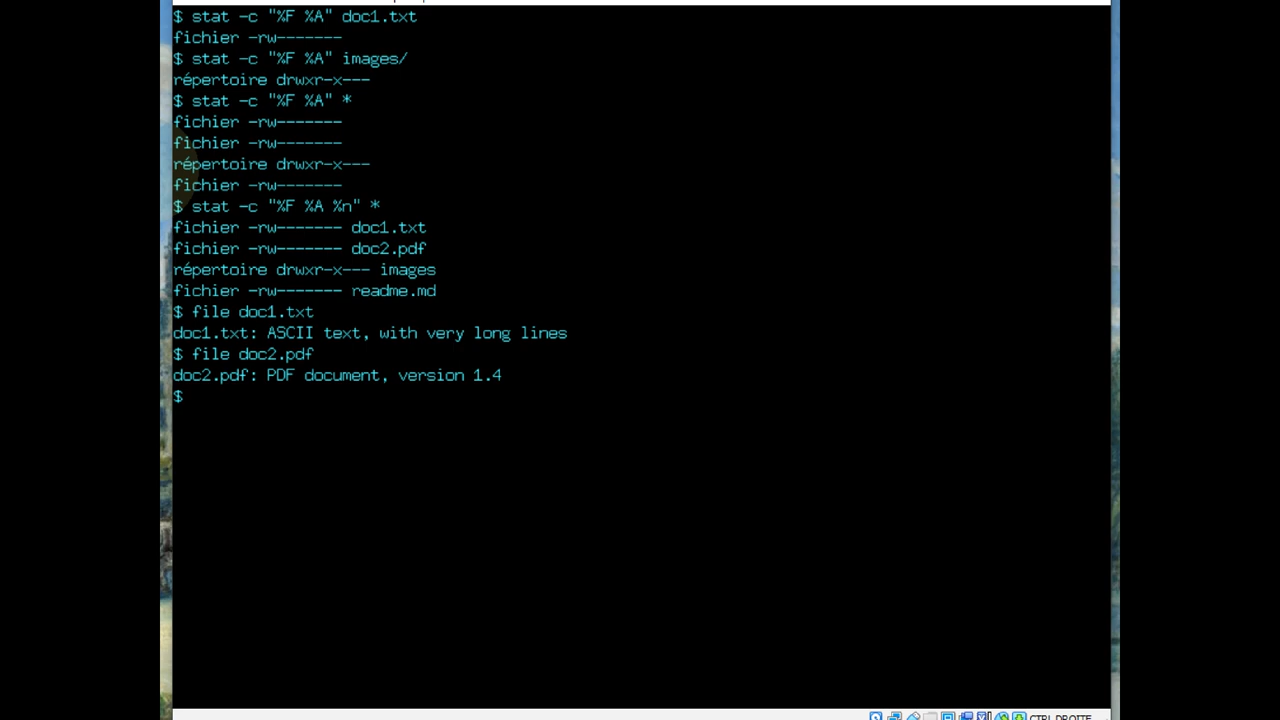 $ stat -c "%F %A" doc1.txt
fichier -rw-------
$ stat -c "%F %A" images/
répertoire drwxr-x---
$ stat -c "%F %A" *
fichier -rw-------
fichier -rw-------
répertoire drwxr-x---
fichier -rw-------
$ stat -c "%F %A %n" *
fichier -rw------- doc1.txt
fichier -rw------- doc2.pdf
répertoire drwxr-x--- images
fichier -rw------- readme.md
$ file doc1.txt
doc1.txt: ASCII text, with very long lines
$ file doc2.pdf
doc2.pdf: PDF document, version 1.4
$
CTRL DROITE